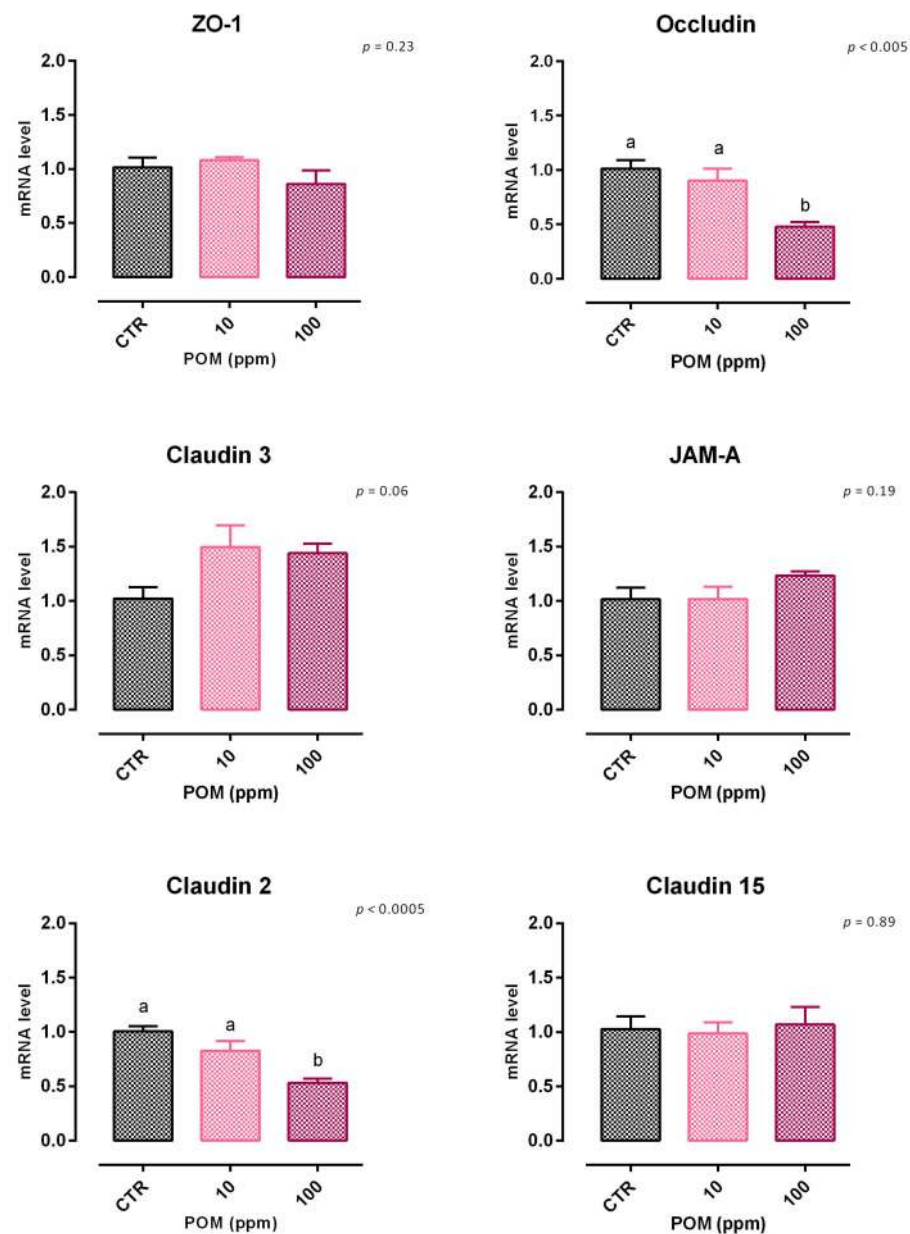 ZO-1
p = 0.23
2.0
1.5
1.0
0.5
0.0
mRNA level
CTR
10
100
POM (ppm)
Occludin
p < 0.005
2.0
1.5
1.0
0.5
0.0
mRNA level
a
a
b
CTR
10
100
POM (ppm)
Claudin 3
p = 0.06
2.0
1.5
1.0
0.5
0.0
mRNA level
CTR
10
100
POM (ppm)
JAM-A
p = 0.19
2.0
1.5
1.0
0.5
0.0
mRNA level
CTR
10
100
POM (ppm)
Claudin 2
p < 0.0005
2.0
1.5
1.0
0.5
0.0
mRNA level
a
a
b
CTR
10
100
POM (ppm)
Claudin 15
p = 0.89
2.0
1.5
1.0
0.5
0.0
mRNA level
CTR
10
100
POM (ppm)